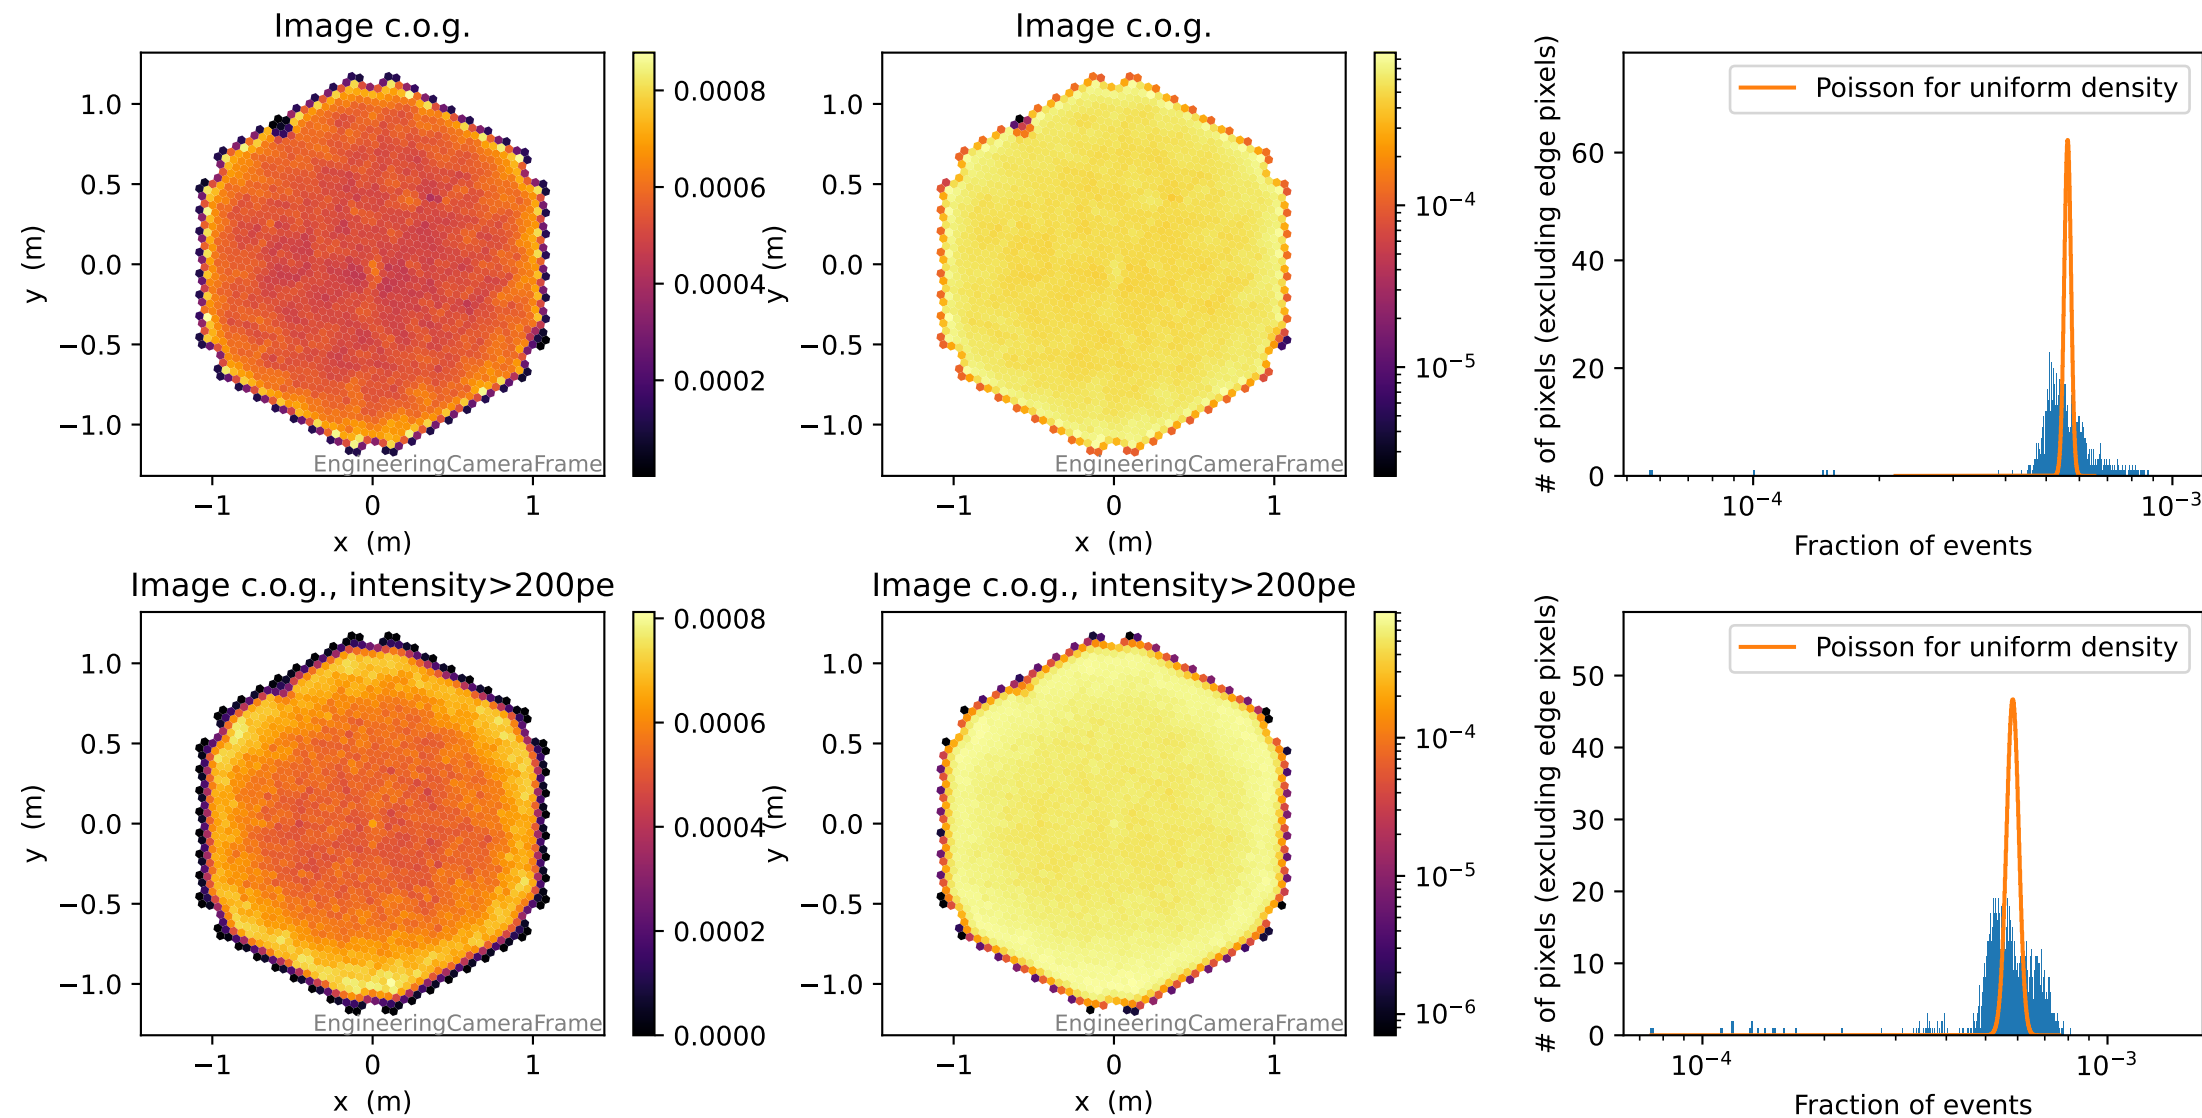 Image c.o.g.
1.0
0.5
0.0
−0.5
−1.0
y (m)
−1 0 1
x (m)
EngineeringCameraFrame
0.0008
0.0006
0.0004
0.0002
Image c.o.g.
1.0
0.5
0.0
−0.5
−1.0
y (m)
−1 0 1
x (m)
EngineeringCameraFrame
10⁻⁴
10⁻⁵
# of pixels (excluding edge pixels)
60
40
20
0
Poisson for uniform density
10⁻⁴ 10⁻³
Fraction of events
Image c.o.g., intensity>200pe
1.0
0.5
0.0
−0.5
−1.0
y (m)
−1 0 1
x (m)
EngineeringCameraFrame
0.0008
0.0006
0.0004
0.0002
0.0000
Image c.o.g., intensity>200pe
1.0
0.5
0.0
−0.5
−1.0
y (m)
−1 0 1
x (m)
EngineeringCameraFrame
10⁻⁴
10⁻⁵
10⁻⁶
# of pixels (excluding edge pixels)
50
40
30
20
10
0
Poisson for uniform density
10⁻⁴ 10⁻³
Fraction of events